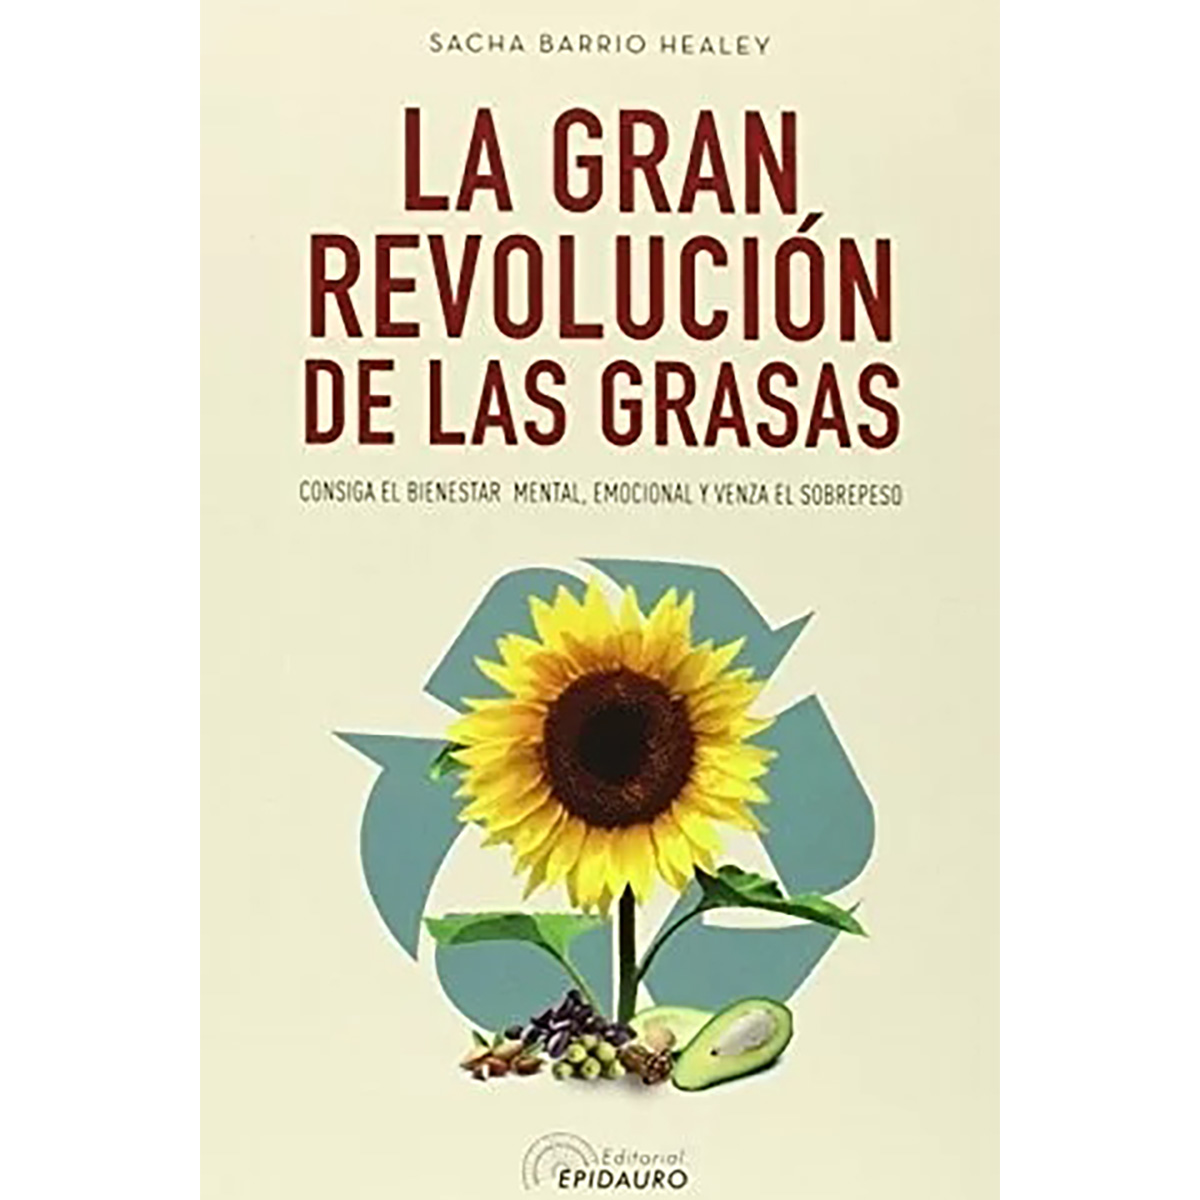 SACHA BARRIO HEALEY
LA GRAN
REVOLUCIÓN
DE LAS GRASAS
CONSIGA EL BIENESTAR MENTAL, EMOCIONAL Y VENZA EL SOBREPESO
Editorial
EPIDAURO